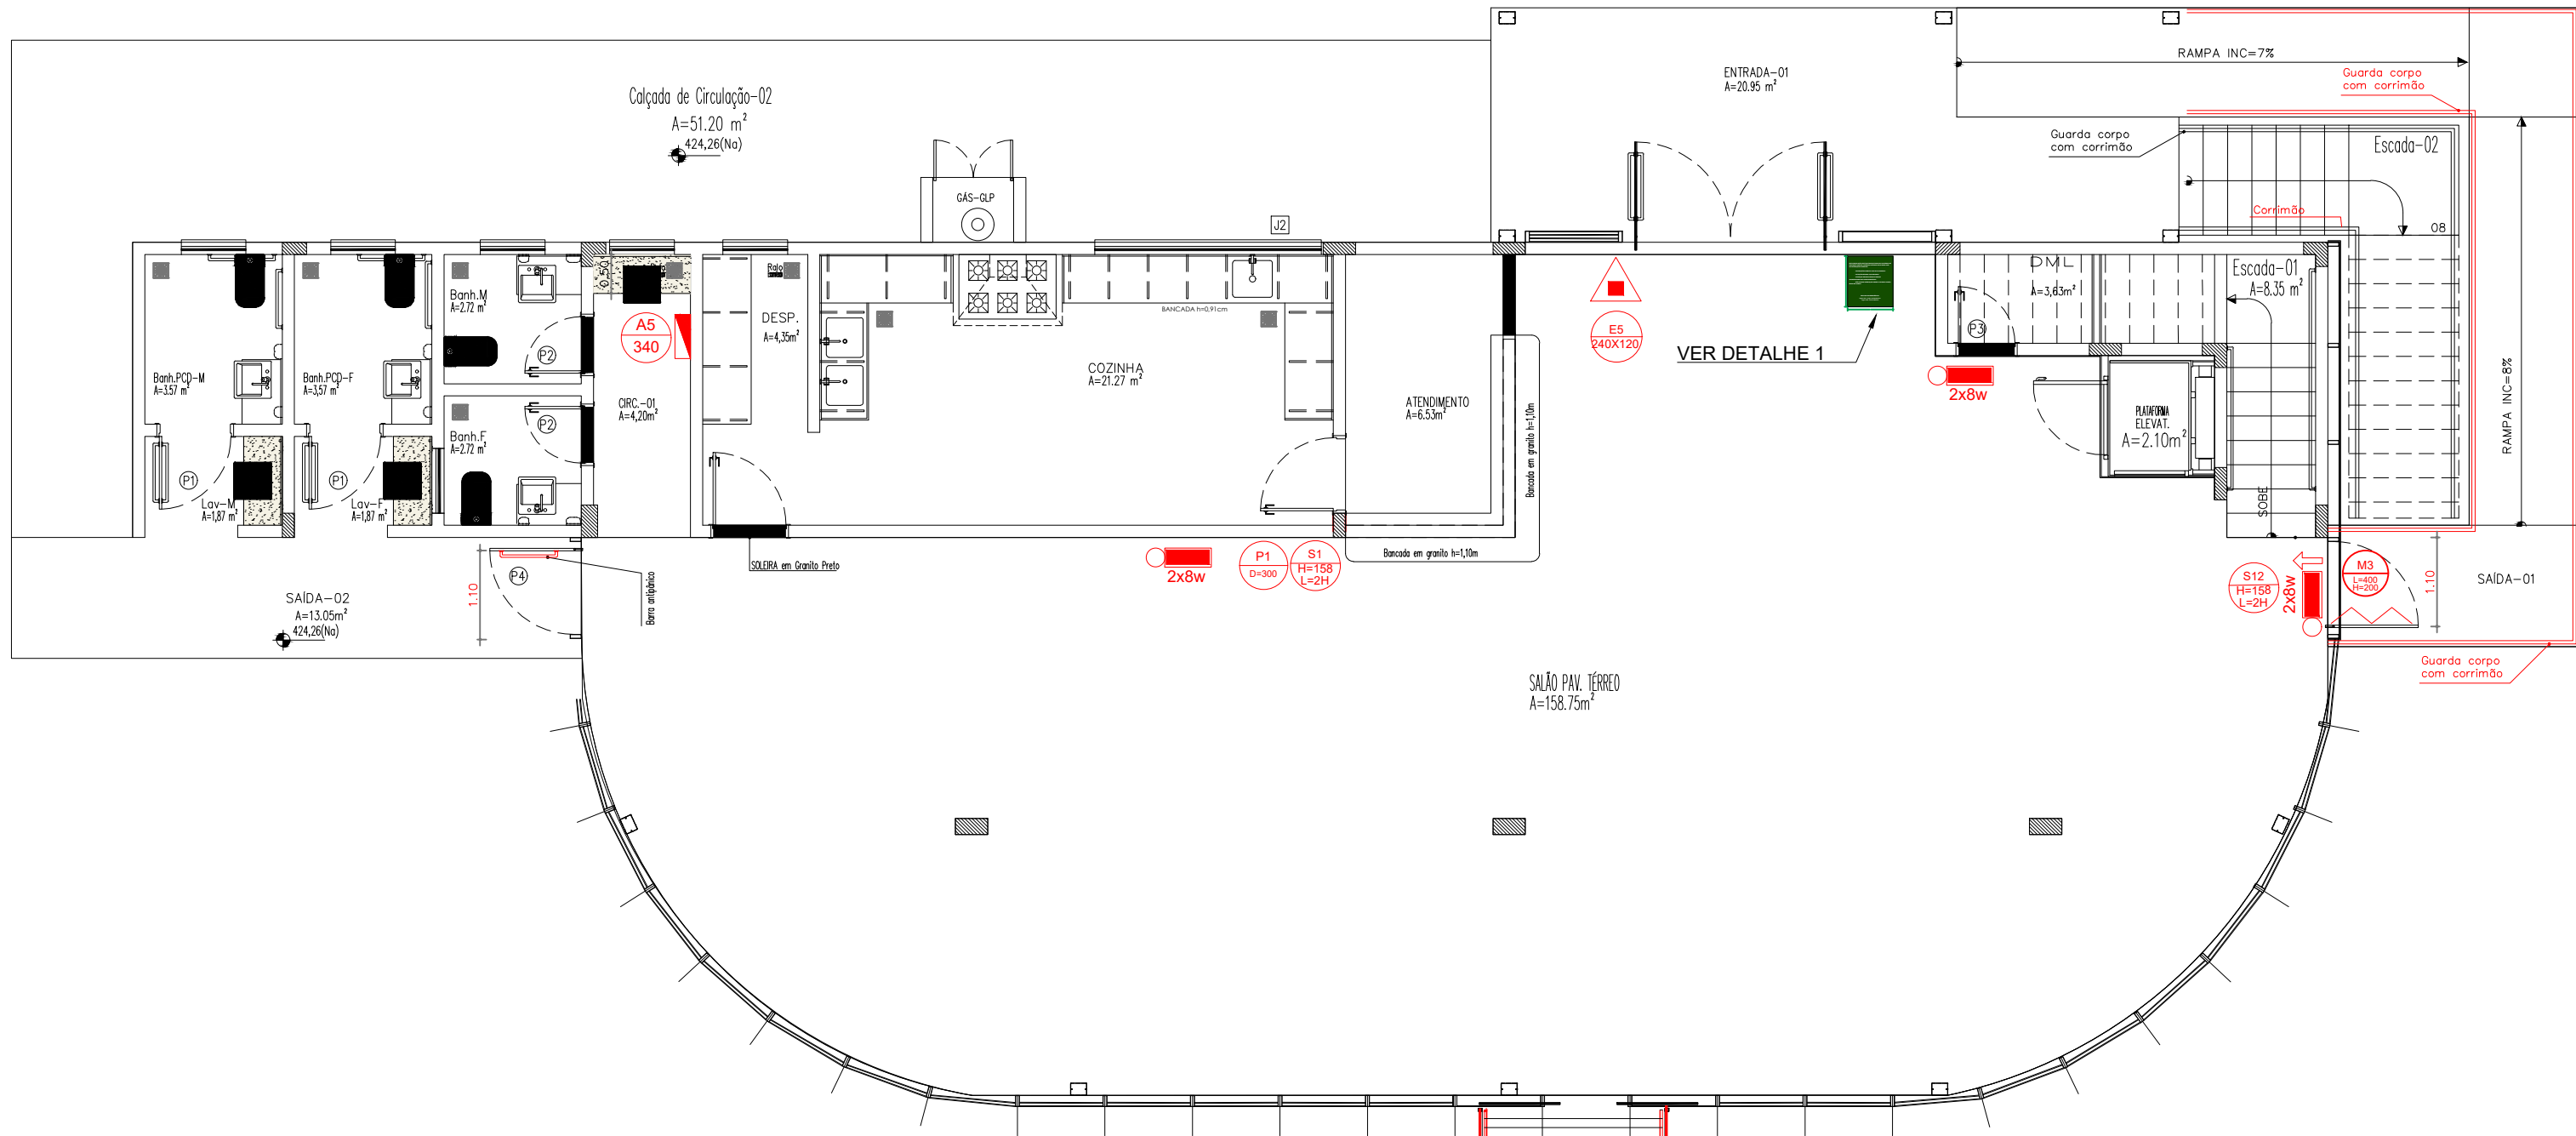 RAMPA INC=7%
ENTRADA-01
A=20.95 m²
Guarda corpo
com corrimão
Calçada de Circulação-02
A=51.20 m²
424,26(Na)
Guarda corpo
com corrimão
Escada-02
GÁS-GLP
Corrimão
J2
08
DML
A=3,63m²
Escada-01
A=8.35 m²
Ralo
0,50
Banh.M
A=2.72 m²
BANCADA h=0,91cm
DESP.
A=4,35m²
A5
340
E5
240X120
P3
VER DETALHE 1
P2
COZINHA
A=21.27 m²
Banh.PCD-M
A=3.57 m²
Banh.PCD-F
A=3,57 m²
CIRC.-01
A=4,20m²
ATENDIMENTO
A=6.53m²
2x8w
PLATAFORMA
ELEVAT.
A=2.10m²
RAMPA INC=8%
P2
Banh.F
A=2.72 m²
Bancada em granito h=1,10m
P1
P1
Lav-M
A=1,87 m²
Lav-F
A=1,87 m²
SOBE
Bancada em granito h=1,10m
SOLEIRA em Granito Preto
2x8w
P1
D=300
S1
H=158
L=2H
P4
1.10
Barra antipânico
S12
H=158
L=2H
2x8w
M3
L=400
H=200
1.10
SAÍDA-01
SAÍDA-02
A=13.05m²
424,26(Na)
Guarda corpo
com corrimão
SALÃO PAV. TÉRREO
A=158.75m²